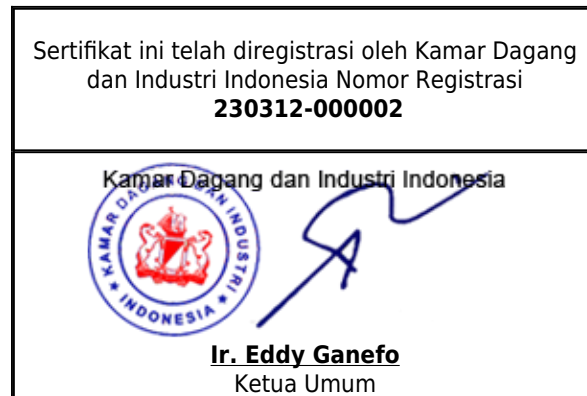 Sertifikat ini telah diregistrasi oleh Kamar Dagang
dan Industri Indonesia Nomor Registrasi
230312-000002
Kamar Dagang dan Industri Indonesia
KAMAR DAGANG DAN INDUSTRI
INDONESIA
Ir. Eddy Ganefo
Ketua Umum